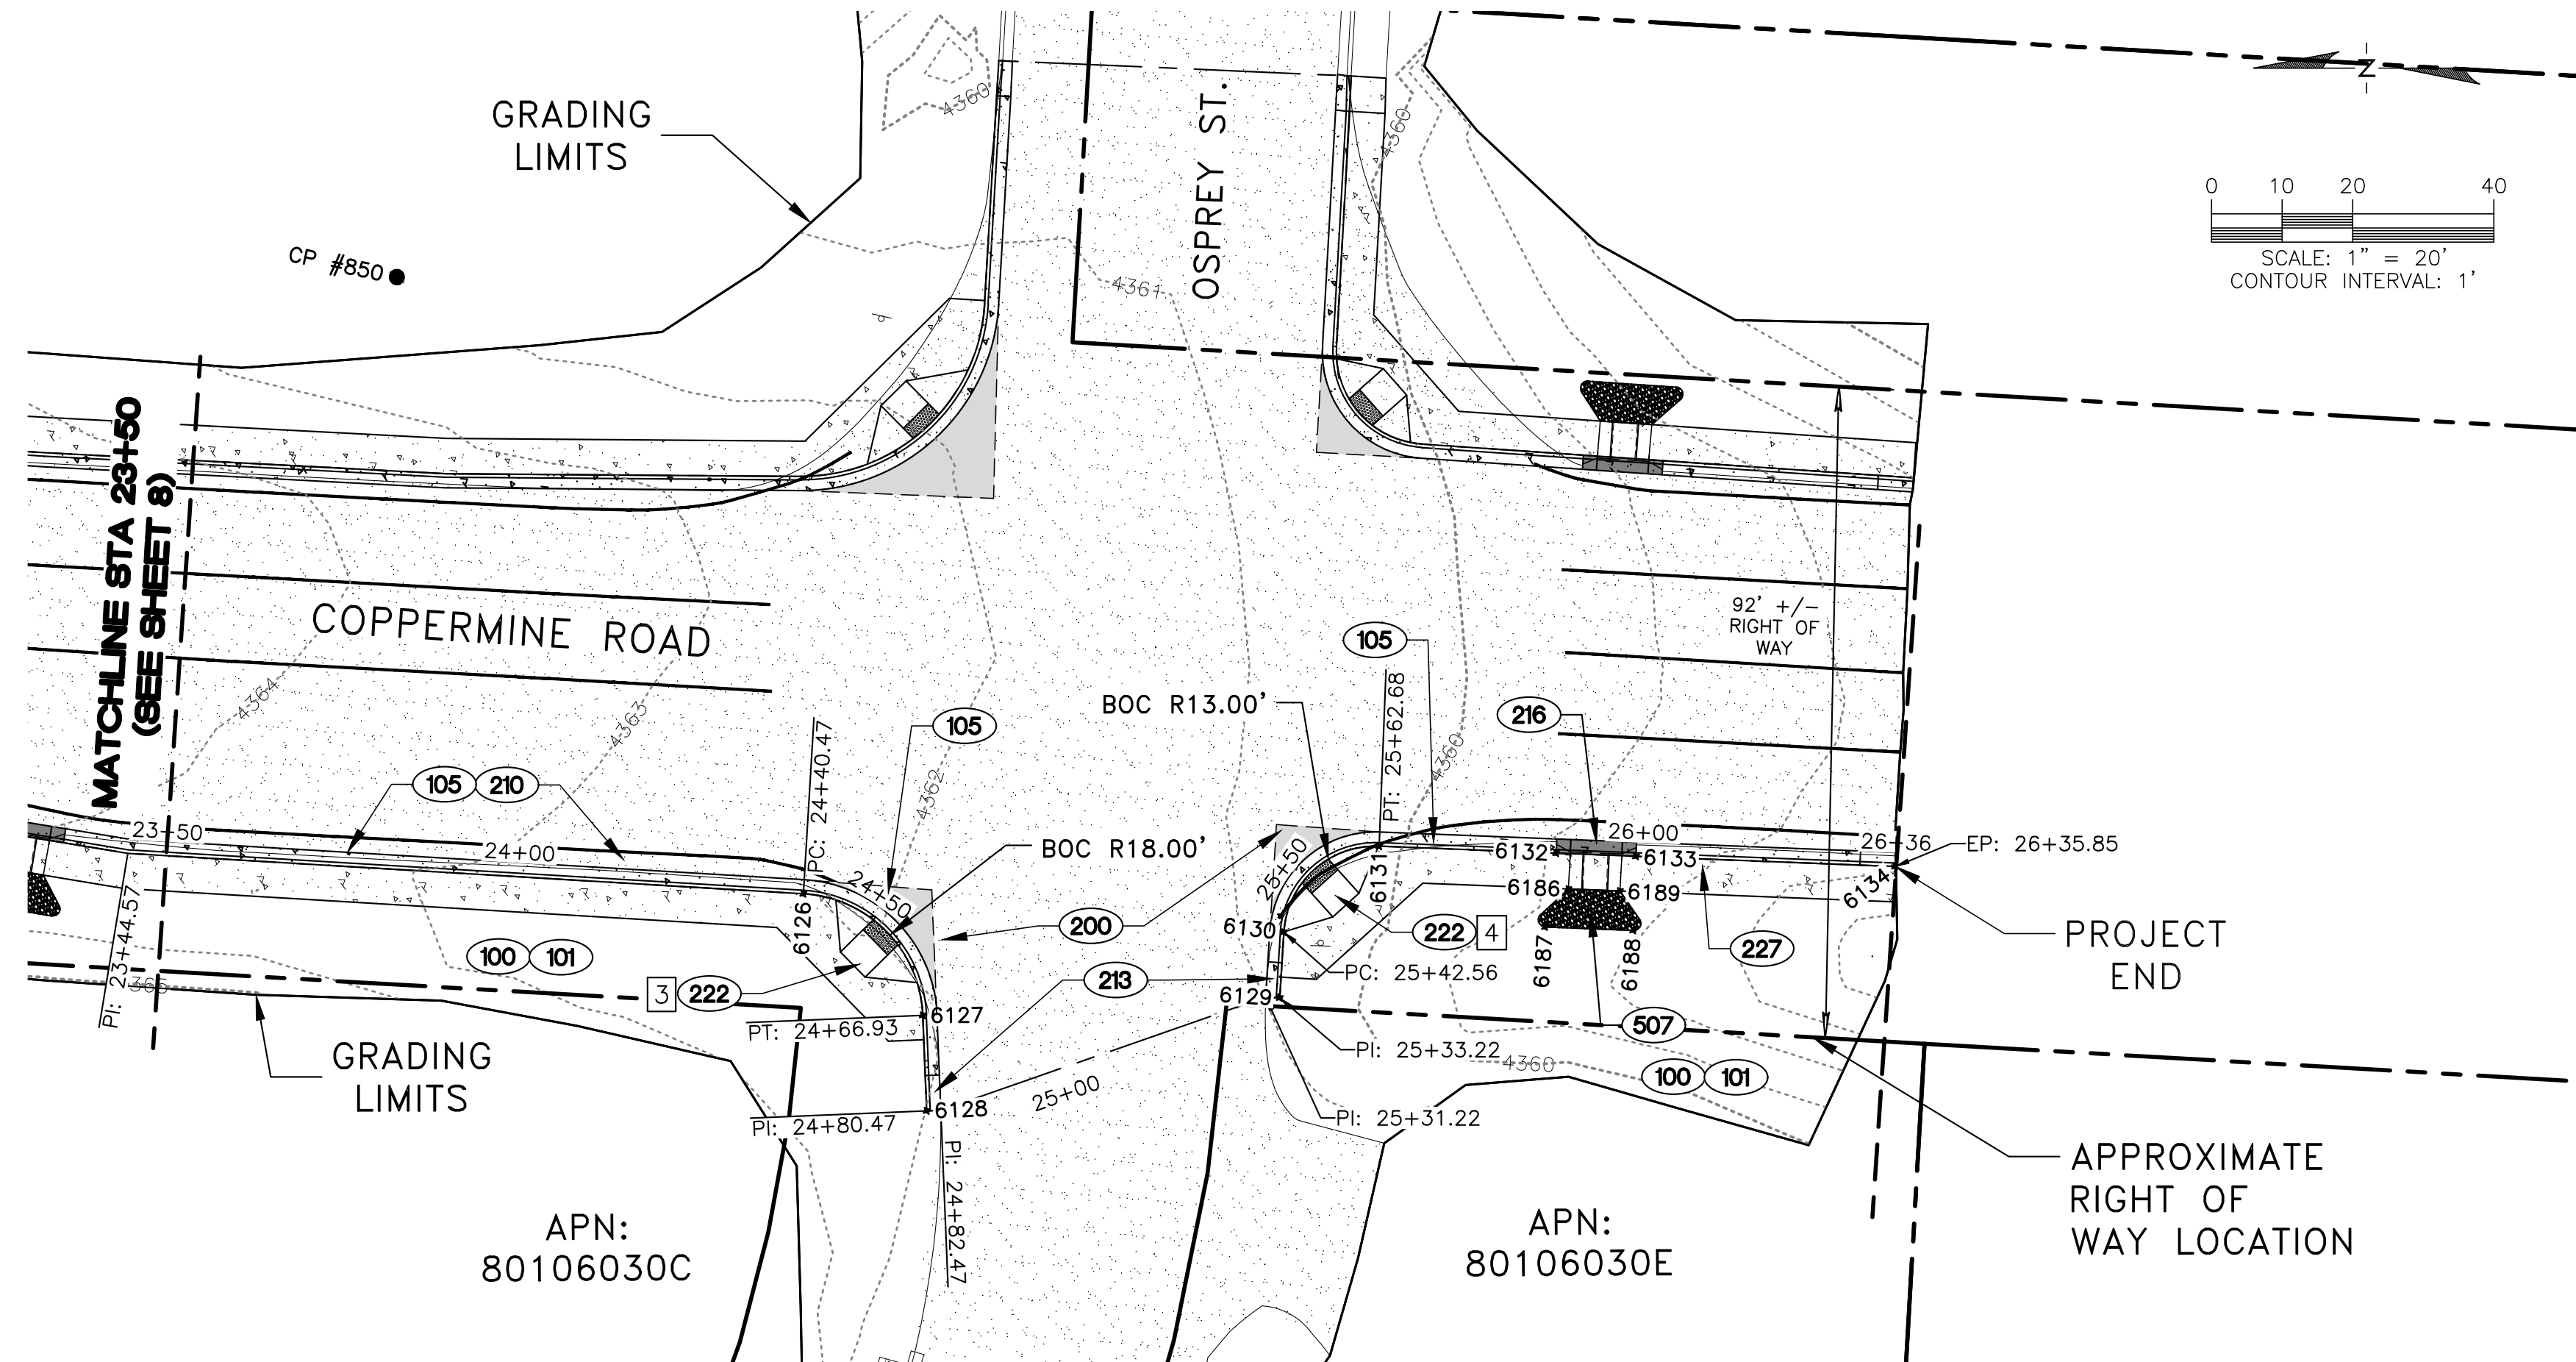 GRADING
LIMITS
4360
OSPREY ST.
4360
N
0 10 20 40
SCALE: 1" = 20'
CONTOUR INTERVAL: 1'
CP #850
4361
MATCHLINE STA 23+50
(SEE SHEET 8)
COPPERMINE ROAD
92' +/-
RIGHT OF
WAY
4364
4363
4362
4360
105
BOC R13.00'
PT: 25+62.68
216
105
PC: 24+40.47
105 210
23+50
24+00
24+50
BOC R18.00'
25+50
6131
6132
26+00
6133
26+36
EP: 26+35.85
6186
6189
6134
6126
PI: 23+44.57
200
6130
222 4
6187
6188
227
PROJECT
END
100 101
3 222
213
PC: 25+42.56
6129
6127
PT: 24+66.93
507
PI: 25+33.22
4360
GRADING
LIMITS
100 101
25+00
6128
PI: 24+80.47
PI: 25+31.22
PI: 24+82.47
APPROXIMATE
RIGHT OF
WAY LOCATION
APN:
80106030C
APN:
80106030E